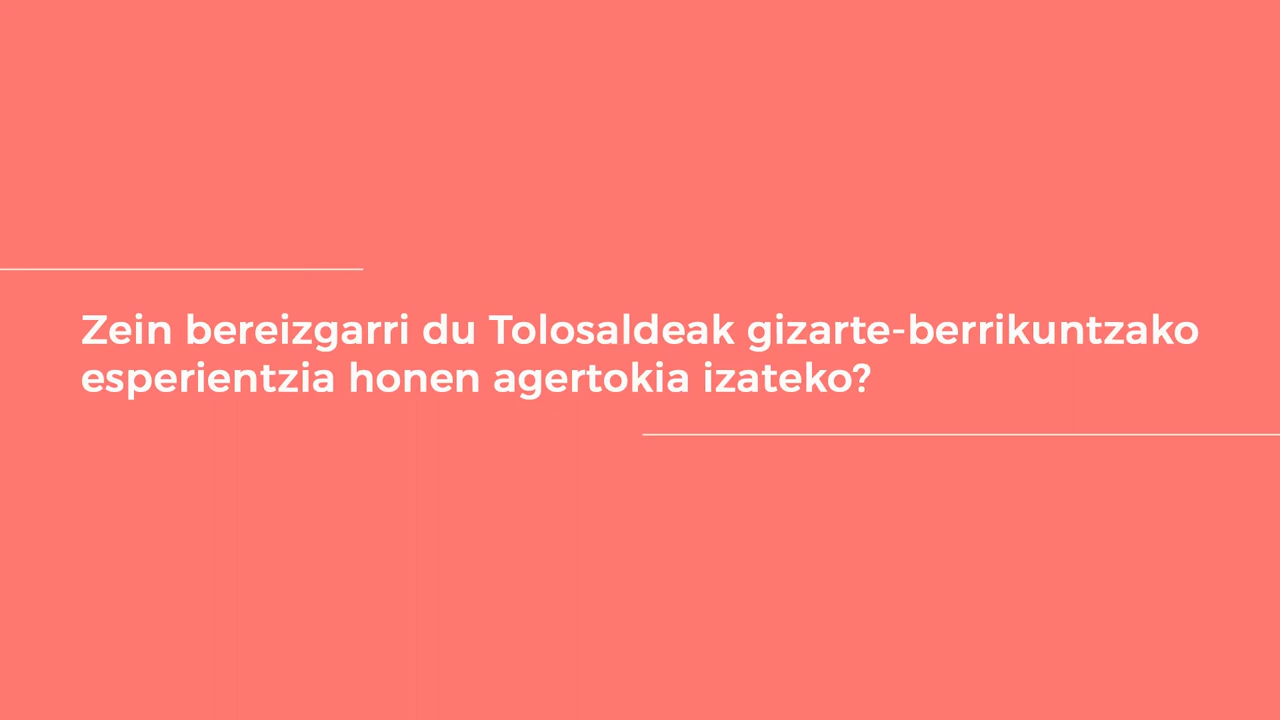 Zein bereizgarri du Tolosaldeak gizarte-berrikuntzako
esperientzia honen agertokia izateko?